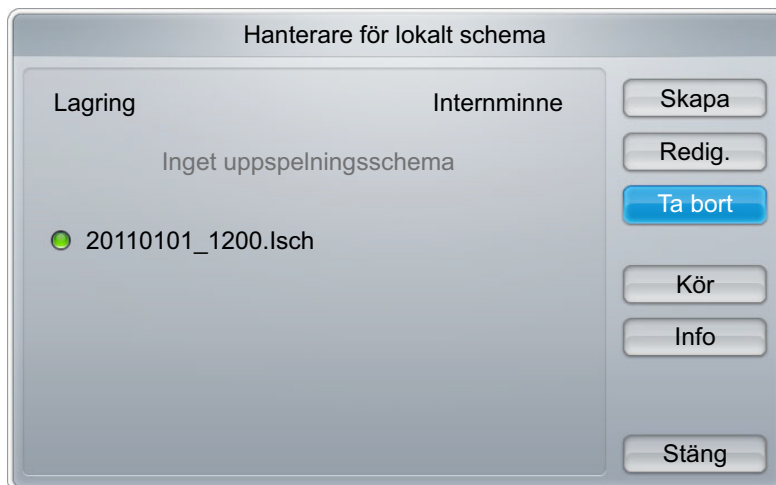 Hanterare för lokalt schema
Lagring Internminne
Inget uppspelningsschema
20110101_1200.lsch
Skapa
Redig.
Ta bort
Kör
Info
Stäng